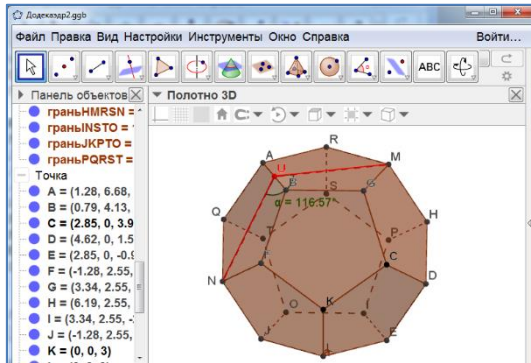 Додекаэдр2.ggb
Файл Правка Вид Настройки Инструменты Окно Справка Войти...
ABC
Панель объектов
Полотно 3D
граньHMRSN =
граньINSTO =
граньJKPTO =
граньPQRST =
Точка
A = (1.28, 6.68,
B = (0.79, 4.13,
C = (2.85, 0, 3.9
D = (4.62, 0, 1.5
E = (2.85, 0, -0.9
F = (-1.28, 2.55,
G = (3.34, 2.55,
H = (6.19, 2.55,
I = (3.34, 2.55, -
J = (-1.28, 2.55,
K = (0, 0, 3)
R
A
M
U
B
S
G
α = 116.57°
Q
H
T
P
F
C
N
D
K
O
I
J
E
L